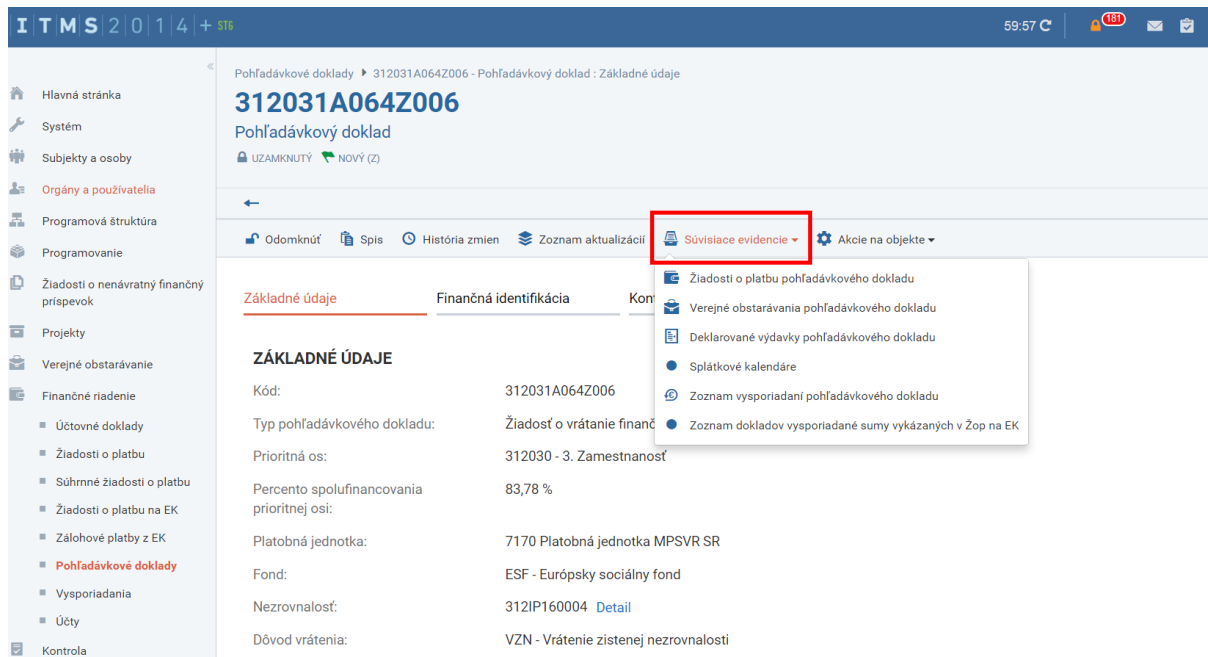 ITMS2014+ STG
59:57
181
Pohľadávkové doklady 312031A064Z006 - Pohľadávkový doklad : Základné údaje
312031A064Z006
Pohľadávkový doklad
UZAMKNUTÝ NOVÝ (Z)
Hlavná stránka
Systém
Subjekty a osoby
Orgány a používatelia
Programová štruktúra
Programovanie
Žiadosti o nenávratný finančný
príspevok
Projekty
Verejné obstarávanie
Finančné riadenie
Účtovné doklady
Žiadosti o platbu
Súhrnné žiadosti o platbu
Žiadosti o platbu na EK
Zálohové platby z EK
Pohľadávkové doklady
Vysporiadania
Účty
Kontrola
Odomknúť Spis História zmien Zoznam aktualizácií Súvisiace evidencie Akcie na objekte
Žiadosti o platbu pohľadávkového dokladu
Verejné obstarávania pohľadávkového dokladu
Deklarované výdavky pohľadávkového dokladu
Splátkové kalendáre
Zoznam vysporiadaní pohľadávkového dokladu
Zoznam dokladov vysporiadané sumy vykázaných v Žop na EK
Základné údaje Finančná identifikácia
ZÁKLADNÉ ÚDAJE
Kód: 312031A064Z006
Typ pohľadávkového dokladu: Žiadosť o vrátanie
Prioritná os: 312030 - 3. Zamestnanosť
Percento spolufinancovania
prioritnej osi: 83,78 %
Platobná jednotka: 7170 Platobná jednotka MPSVR SR
Fond: ESF - Európsky sociálny fond
Nezrovnalosť: 312IP160004 Detail
Dôvod vrátenia: VZN - Vrátenie zistenej nezrovnalosti